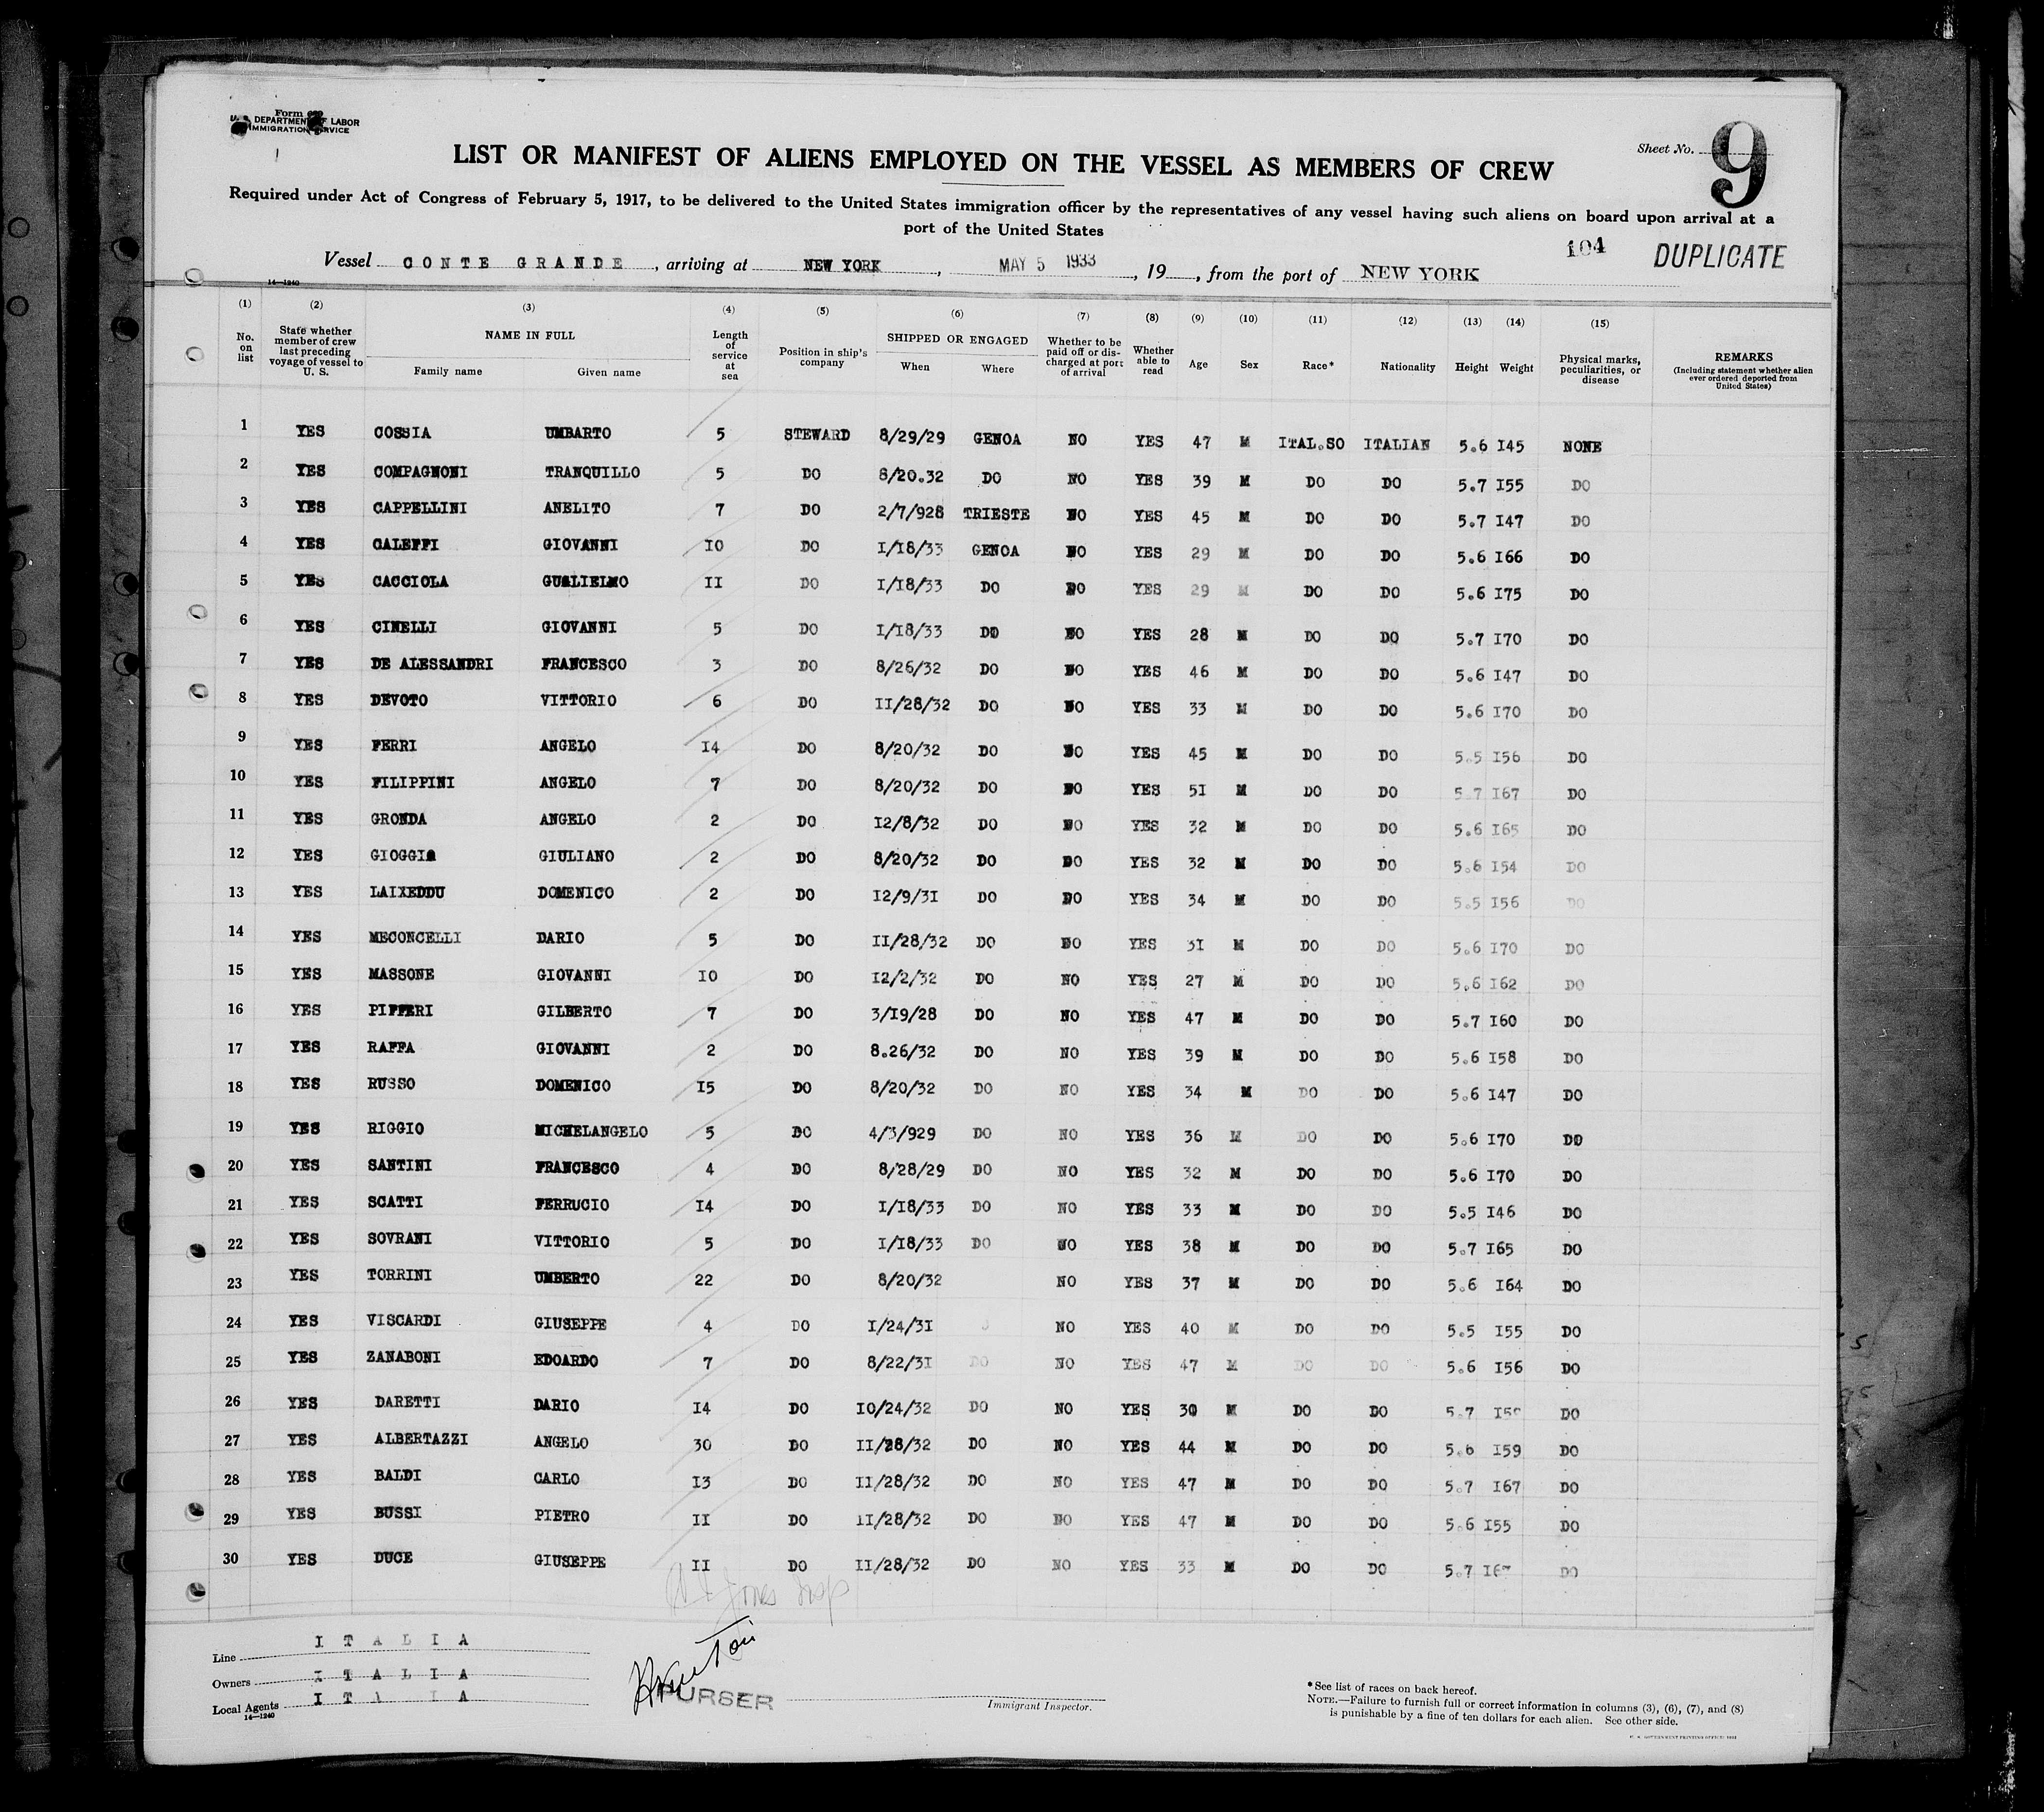 Form
U. S. DEPARTMENT OF LABOR
IMMIGRATION SERVICE
Sheet No. 9
LIST OR MANIFEST OF ALIENS EMPLOYED ON THE VESSEL AS MEMBERS OF CREW
Required under Act of Congress of February 5, 1917, to be delivered to the United States immigration officer by the representatives of any vessel having such aliens on board upon arrival at a
port of the United States
104 DUPLICATE
Vessel CONTE GRANDE, arriving at NEW YORK, MAY 5 1933, 19, from the port of NEW YORK
14—1240
(1) (2) (3) (4) (5) (6) (7) (8) (9) (10) (11) (12) (13) (14) (15)
No. on list State whether member of crew last preceding voyage of vessel to U. S. NAME IN FULL Family name Given name Length of service at sea Position in ship's company SHIPPED OR ENGAGED When Where Whether to be paid off or discharged at port of arrival Whether able to read Age Sex Race* Nationality Height Weight Physical marks, peculiarities, or disease REMARKS (Including statement whether alien ever ordered deported from United States)
1 YES COSSIA UMBARTO 5 STEWARD 8/29/29 GENOA NO YES 47 M ITAL.SO ITALIAN 5.6 I45 NONE
2 YES COMPAGNONI TRANQUILLO 5 DO 8/20.32 DO NO YES 39 M DO DO 5.7 I55 DO
3 YES CAPPELLINI ANELITO 7 DO 2/7/928 TRIESTE NO YES 45 M DO DO 5.7 I47 DO
4 YES CALEFFI GIOVANNI IO DO I/I8/33 GENOA NO YES 29 M DO DO 5.6 I66 DO
5 YES CACCIOLA GUGLIELMO II DO I/I8/33 DO DO YES 29 M DO DO 5.6 I75 DO
6 YES CINELLI GIOVANNI 5 DO I/I8/33 DO NO YES 28 M DO DO 5.7 I70 DO
7 YES DE ALESSANDRI FRANCESCO 3 DO 8/26/32 DO NO YES 46 M DO DO 5.6 I47 DO
8 YES DEVOTO VITTORIO 6 DO II/28/32 DO NO YES 33 M DO DO 5.6 I70 DO
9 YES FERRI ANGELO I4 DO 8/20/32 DO NO YES 45 M DO DO 5.5 I56 DO
10 YES FILIPPINI ANGELO 7 DO 8/20/32 DO NO YES 5I M DO DO 5.7 I67 DO
11 YES GRONDA ANGELO 2 DO I2/8/32 DO NO YES 32 M DO DO 5.6 I65 DO
12 YES GIOGGIA GIULIANO 2 DO 8/20/32 DO DO YES 32 M DO DO 5.6 I54 DO
13 YES LAIXEDDU DOMENICO 2 DO I2/9/3I DO DO YES 34 M DO DO 5.5 I56 DO
14 YES MECONCELLI DARIO 5 DO II/28/32 DO DO YES 3I M DO DO 5.6 I70 DO
15 YES MASSONE GIOVANNI IO DO I2/2/32 DO NO YES 27 M DO DO 5.6 I62 DO
16 YES PIFFERI GILBERTO 7 DO 3/I9/28 DO NO YES 47 M DO DO 5.7 I60 DO
17 YES RAFFA GIOVANNI 2 DO 8.26/32 DO NO YES 39 M DO DO 5.6 I58 DO
18 YES RUSSO DOMENICO I5 DO 8/20/32 DO NO YES 34 M DO DO 5.6 I47 DO
19 YES RIGGIO MICHELANGELO 5 DO 4/3/929 DO NO YES 36 M DO DO 5.6 I70 DO
20 YES SANTINI FRANCESCO 4 DO 8/28/29 DO NO YES 32 M DO DO 5.6 I70 DO
21 YES SCATTI FERRUCIO I4 DO I/I8/33 DO NO YES 33 M DO DO 5.5 I46 DO
22 YES SOVRANI VITTORIO 5 DO I/I8/33 DO NO YES 38 M DO DO 5.7 I65 DO
23 YES TORRINI UMBERTO 22 DO 8/20/32 NO YES 37 M DO DO 5.6 I64 DO
24 YES VISCARDI GIUSEPPE 4 DO I/24/3I NO YES 40 M DO DO 5.5 I55 DO
25 YES ZANABONI EDOARDO 7 DO 8/22/3I DO NO YES 47 M DO DO 5.6 I56 DO
26 YES DARETTI DARIO I4 DO IO/24/32 DO NO YES 30 M DO DO 5.7 DO
27 YES ALBERTAZZI ANGELO 30 DO II/28/32 DO NO YES 44 M DO DO 5.6 I59 DO
28 YES BALDI CARLO I3 DO II/28/32 DO NO YES 47 M DO DO 5.7 I67 DO
29 YES BUSSI PIETRO II DO II/28/32 DO DO YES 47 M DO DO 5.6 I55 DO
30 YES DUCE GIUSEPPE II DO II/28/32 DO NO YES 33 M DO DO 5.7 DO
Jones Insp
Line ITALIA
Owners ITALIA
Local Agents ITA IA
14—1240
PURSER
Immigrant Inspector.
*See list of races on back hereof.
NOTE.—Failure to furnish full or correct information in columns (3), (6), (7), and (8)
is punishable by a fine of ten dollars for each alien. See other side.